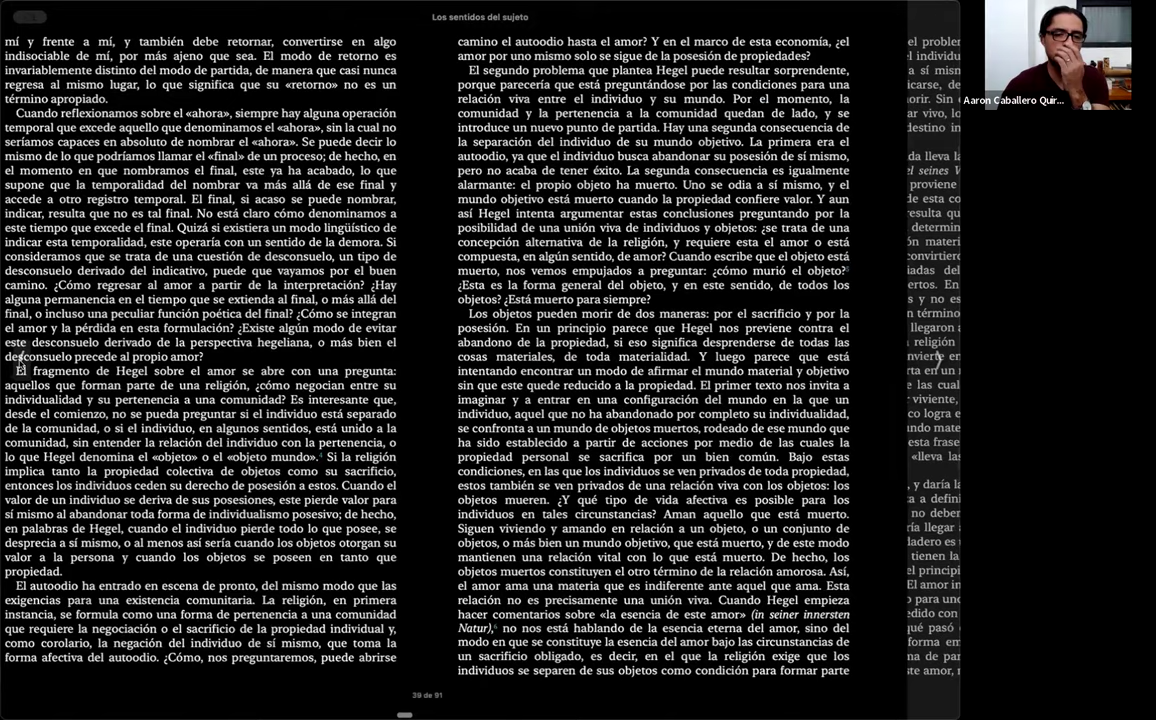 Los sentidos del sujeto
mí y frente a mí, y también debe retornar, convertirse en algo
indisociable de mí, por más ajeno que sea. El modo de retorno es
invariablemente distinto del modo de partida, de manera que casi nunca
regresa al mismo lugar, lo que significa que su «retorno» no es un
término apropiado.
Cuando reflexionamos sobre el «ahora», siempre hay alguna operación
temporal que excede aquello que denominamos el «ahora», sin la cual no
seríamos capaces en absoluto de nombrar el «ahora». Se puede decir lo
mismo de lo que podríamos llamar el «final» de un proceso; de hecho, en
el momento en que nombramos el final, este ya ha acabado, lo que
supone que la temporalidad del nombrar va más allá de ese final y
accede a otro registro temporal. El final, si acaso se puede nombrar,
indicar, resulta que no es tal final. No está claro cómo denominamos a
este tiempo que excede el final. Quizá si existiera un modo lingüístico de
indicar esta temporalidad, este operaría con un sentido de la demora. Si
consideramos que se trata de una cuestión de desconsuelo, un tipo de
desconsuelo derivado del indicativo, puede que vayamos por el buen
camino. ¿Cómo regresar al amor a partir de la interpretación? ¿Hay
alguna permanencia en el tiempo que se extienda al final, o más allá del
final, o incluso una peculiar función poética del final? ¿Cómo se integran
el amor y la pérdida en esta formulación? ¿Existe algún modo de evitar
este desconsuelo derivado de la perspectiva hegeliana, o más bien el
desconsuelo precede al propio amor?
El fragmento de Hegel sobre el amor se abre con una pregunta:
aquellos que forman parte de una religión, ¿cómo negocian entre su
individualidad y su pertenencia a una comunidad? Es interesante que,
desde el comienzo, no se pueda preguntar si el individuo está separado
de la comunidad, o si el individuo, en algunos sentidos, está unido a la
comunidad, sin entender la relación del individuo con la pertenencia, o
lo que Hegel denomina el «objeto» o el «objeto mundo».4 Si la religión
implica tanto la propiedad colectiva de objetos como su sacrificio,
entonces los individuos ceden su derecho de posesión a estos. Cuando el
valor de un individuo se deriva de sus posesiones, este pierde valor para
sí mismo al abandonar toda forma de individualismo posesivo; de hecho,
en palabras de Hegel, cuando el individuo pierde todo lo que posee, se
desprecia a sí mismo, o al menos así sería cuando los objetos otorgan su
valor a la persona y cuando los objetos se poseen en tanto que
propiedad.
El autoodio ha entrado en escena de pronto, del mismo modo que las
exigencias para una existencia comunitaria. La religión, en primera
instancia, se formula como una forma de pertenencia a una comunidad
que requiere la negociación o el sacrificio de la propiedad individual y,
como corolario, la negación del individuo de sí mismo, que toma la
forma afectiva del autoodio. ¿Cómo, nos preguntaremos, puede abrirse
camino el autoodio hasta el amor? Y en el marco de esta economía, ¿el
amor por uno mismo solo se sigue de la posesión de propiedades?
El segundo problema que plantea Hegel puede resultar sorprendente,
porque parecería que está preguntándose por las condiciones para una
relación viva entre el individuo y su mundo. Por el momento, la
comunidad y la pertenencia a la comunidad quedan de lado, y se
introduce un nuevo punto de partida. Hay una segunda consecuencia de
la separación del individuo de su mundo objetivo. La primera era el
autoodio, ya que el individuo busca abandonar su posesión de sí mismo,
pero no acaba de tener éxito. La segunda consecuencia es igualmente
alarmante: el propio objeto ha muerto. Uno se odia a sí mismo, y el
mundo objetivo está muerto cuando la propiedad confiere valor. Y aun
así Hegel intenta argumentar estas conclusiones preguntando por la
posibilidad de una unión viva de individuos y objetos: ¿se trata de una
concepción alternativa de la religión, y requiere esta el amor o está
compuesta, en algún sentido, de amor? Cuando escribe que el objeto está
muerto, nos vemos empujados a preguntar: ¿cómo murió el objeto?5
¿Esta es la forma general del objeto, y en este sentido, de todos los
objetos? ¿Está muerto para siempre?
Los objetos pueden morir de dos maneras: por el sacrificio y por la
posesión. En un principio parece que Hegel nos previene contra el
abandono de la propiedad, si eso significa desprenderse de todas las
cosas materiales, de toda materialidad. Y luego parece que está
intentando encontrar un modo de afirmar el mundo material y objetivo
sin que este quede reducido a la propiedad. El primer texto nos invita a
imaginar y a entrar en una configuración del mundo en la que un
individuo, aquel que no ha abandonado por completo su individualidad,
se confronta a un mundo de objetos muertos, rodeado de ese mundo que
ha sido establecido a partir de acciones por medio de las cuales la
propiedad personal se sacrifica por un bien común. Bajo estas
condiciones, en las que los individuos se ven privados de toda propiedad,
estos también se ven privados de una relación viva con los objetos: los
objetos mueren. ¿Y qué tipo de vida afectiva es posible para los
individuos en tales circunstancias? Aman aquello que está muerto.
Siguen viviendo y amando en relación a un objeto, o un conjunto de
objetos, o más bien un mundo objetivo, que está muerto, y de este modo
mantienen una relación vital con lo que está muerto. De hecho, los
objetos muertos constituyen el otro término de la relación amorosa. Así,
el amor ama una materia que es indiferente ante aquel que ama. Esta
relación no es precisamente una unión viva. Cuando Hegel empieza
hacer comentarios sobre «la esencia de este amor» (in seiner innersten
Natur),6 no nos está hablando de la esencia eterna del amor, sino del
modo en que se constituye la esencia del amor bajo las circunstancias de
un sacrificio obligado, es decir, en el que la religión exige que los
individuos se separen de sus objetos como condición para formar parte
39 de 91
Aaron Caballero Quir...